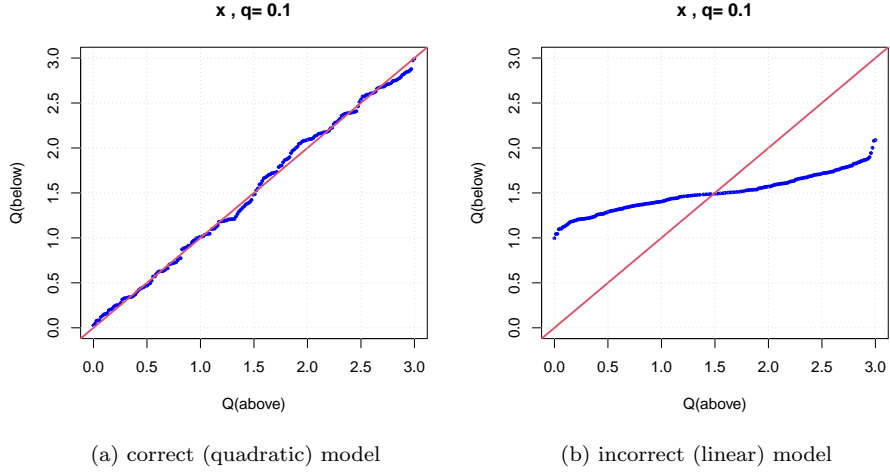 x , q= 0.1
3.0
2.5
2.0
1.5
1.0
0.5
0.0
Q(below)
0.0 0.5 1.0 1.5 2.0 2.5 3.0
Q(above)
(a) correct (quadratic) model
x , q= 0.1
3.0
2.5
2.0
1.5
1.0
0.5
0.0
Q(below)
0.0 0.5 1.0 1.5 2.0 2.5 3.0
Q(above)
(b) incorrect (linear) model